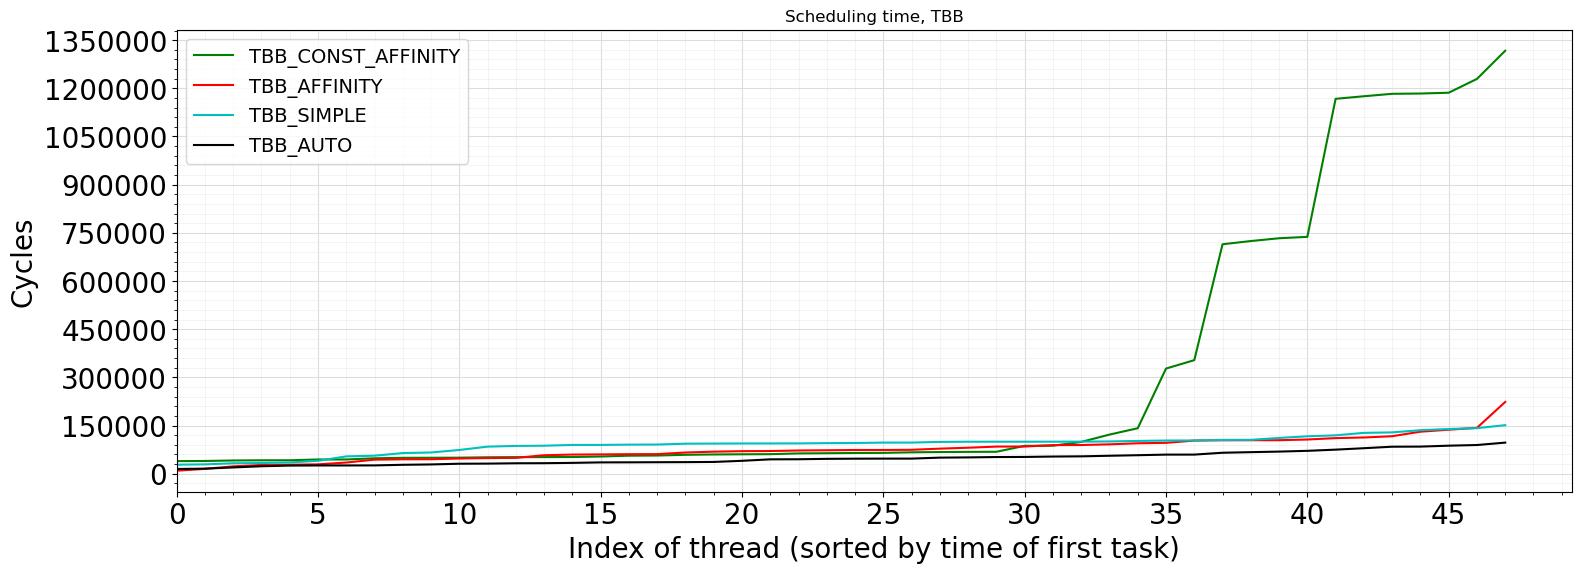 Scheduling time, TBB
TBB_CONST_AFFINITY
TBB_AFFINITY
TBB_SIMPLE
TBB_AUTO
Cycles
1350000
1200000
1050000
900000
750000
600000
450000
300000
150000
0
0 5 10 15 20 25 30 35 40 45
Index of thread (sorted by time of first task)